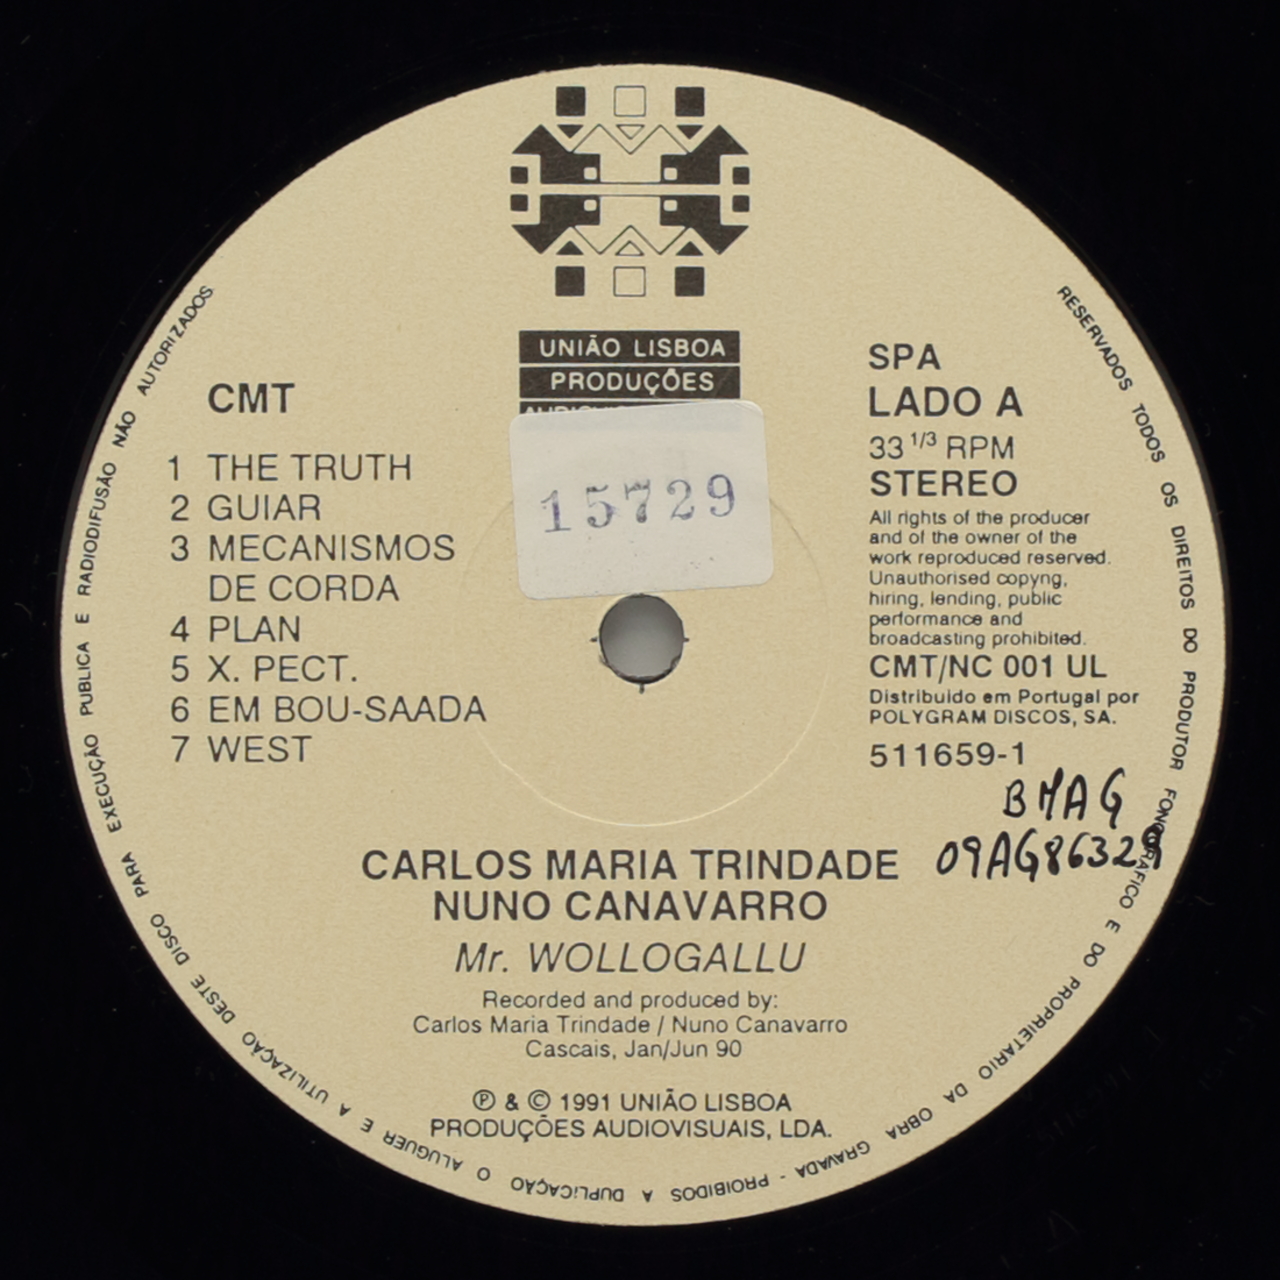 UNIÃO LISBOA
PRODUÇÕES
15729
CMT
1 THE TRUTH
2 GUIAR
3 MECANISMOS
DE CORDA
4 PLAN
5 X. PECT.
6 EM BOU-SAADA
7 WEST
SPA
LADO A
33 1/3 RPM
STEREO
All rights of the producer
and of the owner of the
work reproduced reserved.
Unauthorised copyng,
hiring, lending, public
performance and
broadcasting prohibited.
CMT/NC 001 UL
Distribuido em Portugal por
POLYGRAM DISCOS, SA.
511659-1
BMAG
09AG86329
CARLOS MARIA TRINDADE
NUNO CANAVARRO
Mr. WOLLOGALLU
Recorded and produced by:
Carlos Maria Trindade / Nuno Canavarro
Cascais, Jan/Jun 90
Ⓟ & © 1991 UNIÃO LISBOA
PRODUÇÕES AUDIOVISUAIS, LDA.
RESERVADOS TODOS OS DIREITOS DO PRODUTOR FONOGRAFICO E DO PROPRIETARIO DA OBRA GRAVADA - PROIBIDOS A DUPLICAÇÃO O ALUGUER E A UTILIZAÇÃO DESTE DISCO PARA EXECUÇÃO PUBLICA E RADIODIFUSÃO NÃO AUTORIZADOS